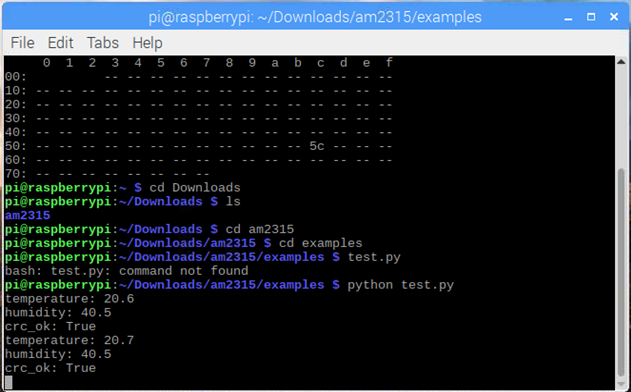 pi@raspberrypi: ~/Downloads/am2315/examples
File Edit Tabs Help
     0  1  2  3  4  5  6  7  8  9  a  b  c  d  e  f
00:          -- -- -- -- -- -- -- -- -- -- -- -- --
10: -- -- -- -- -- -- -- -- -- -- -- -- -- -- -- --
20: -- -- -- -- -- -- -- -- -- -- -- -- -- -- -- --
30: -- -- -- -- -- -- -- -- -- -- -- -- -- -- -- --
40: -- -- -- -- -- -- -- -- -- -- -- -- -- -- -- --
50: -- -- -- -- -- -- -- -- -- -- -- -- 5c -- -- --
60: -- -- -- -- -- -- -- -- -- -- -- -- -- -- -- --
70: -- -- -- -- -- -- -- --
pi@raspberrypi:~ $ cd Downloads
pi@raspberrypi:~/Downloads $ ls
am2315
pi@raspberrypi:~/Downloads $ cd am2315
pi@raspberrypi:~/Downloads/am2315 $ cd examples
pi@raspberrypi:~/Downloads/am2315/examples $ test.py
bash: test.py: command not found
pi@raspberrypi:~/Downloads/am2315/examples $ python test.py
temperature: 20.6
humidity: 40.5
crc_ok: True
temperature: 20.7
humidity: 40.5
crc_ok: True